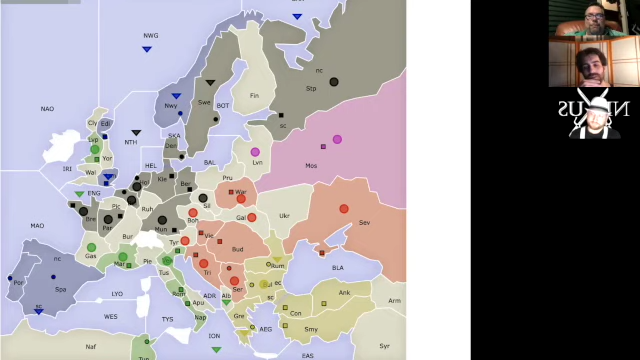 NWG
NAO
nc
Stp
Fin
Swe
Nwy
BOT
Cly
Edi
SKA
sc
Lvp
NTH
Den
Yor
Lvn
Mos
IRI
HEL
BAL
Wal
Hol
Kie
Ber
Pru
War
ENG
Pic
Ruh
Sil
Ukr
MAO
Bre
Par
Mun
Boh
Gal
Sev
Bur
Vie
Tyr
Bud
Gas
nc
Mar
Pie
Tri
Rum
BLA
Por
Spa
Tus
Ser
ec
LYO
Rom
ADR
Alb
Ank
Arm
sc
WES
Apu
Con
TYS
Nap
Gre
sc
AEG
Smy
Naf
ION
Tun
EAS
Syr